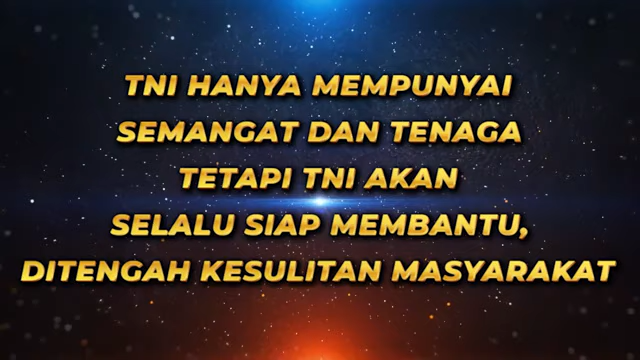 TNI HANYA MEMPUNYAI
SEMANGAT DAN TENAGA
TETAPI TNI AKAN
SELALU SIAP MEMBANTU,
DITENGAH KESULITAN MASYARAKAT